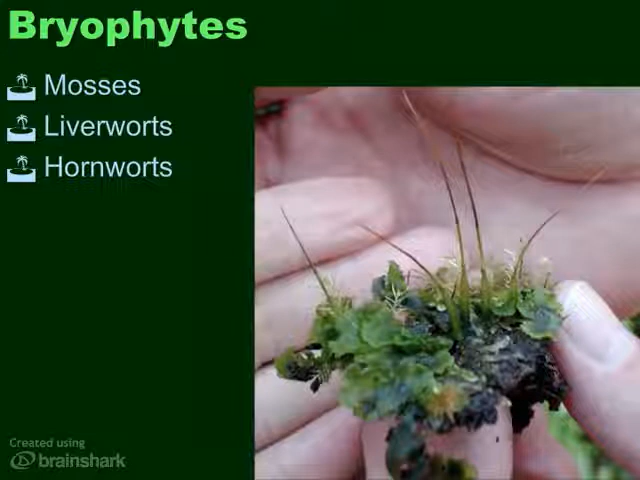 Bryophytes
Mosses
Liverworts
Hornworts
Created using
brainshark